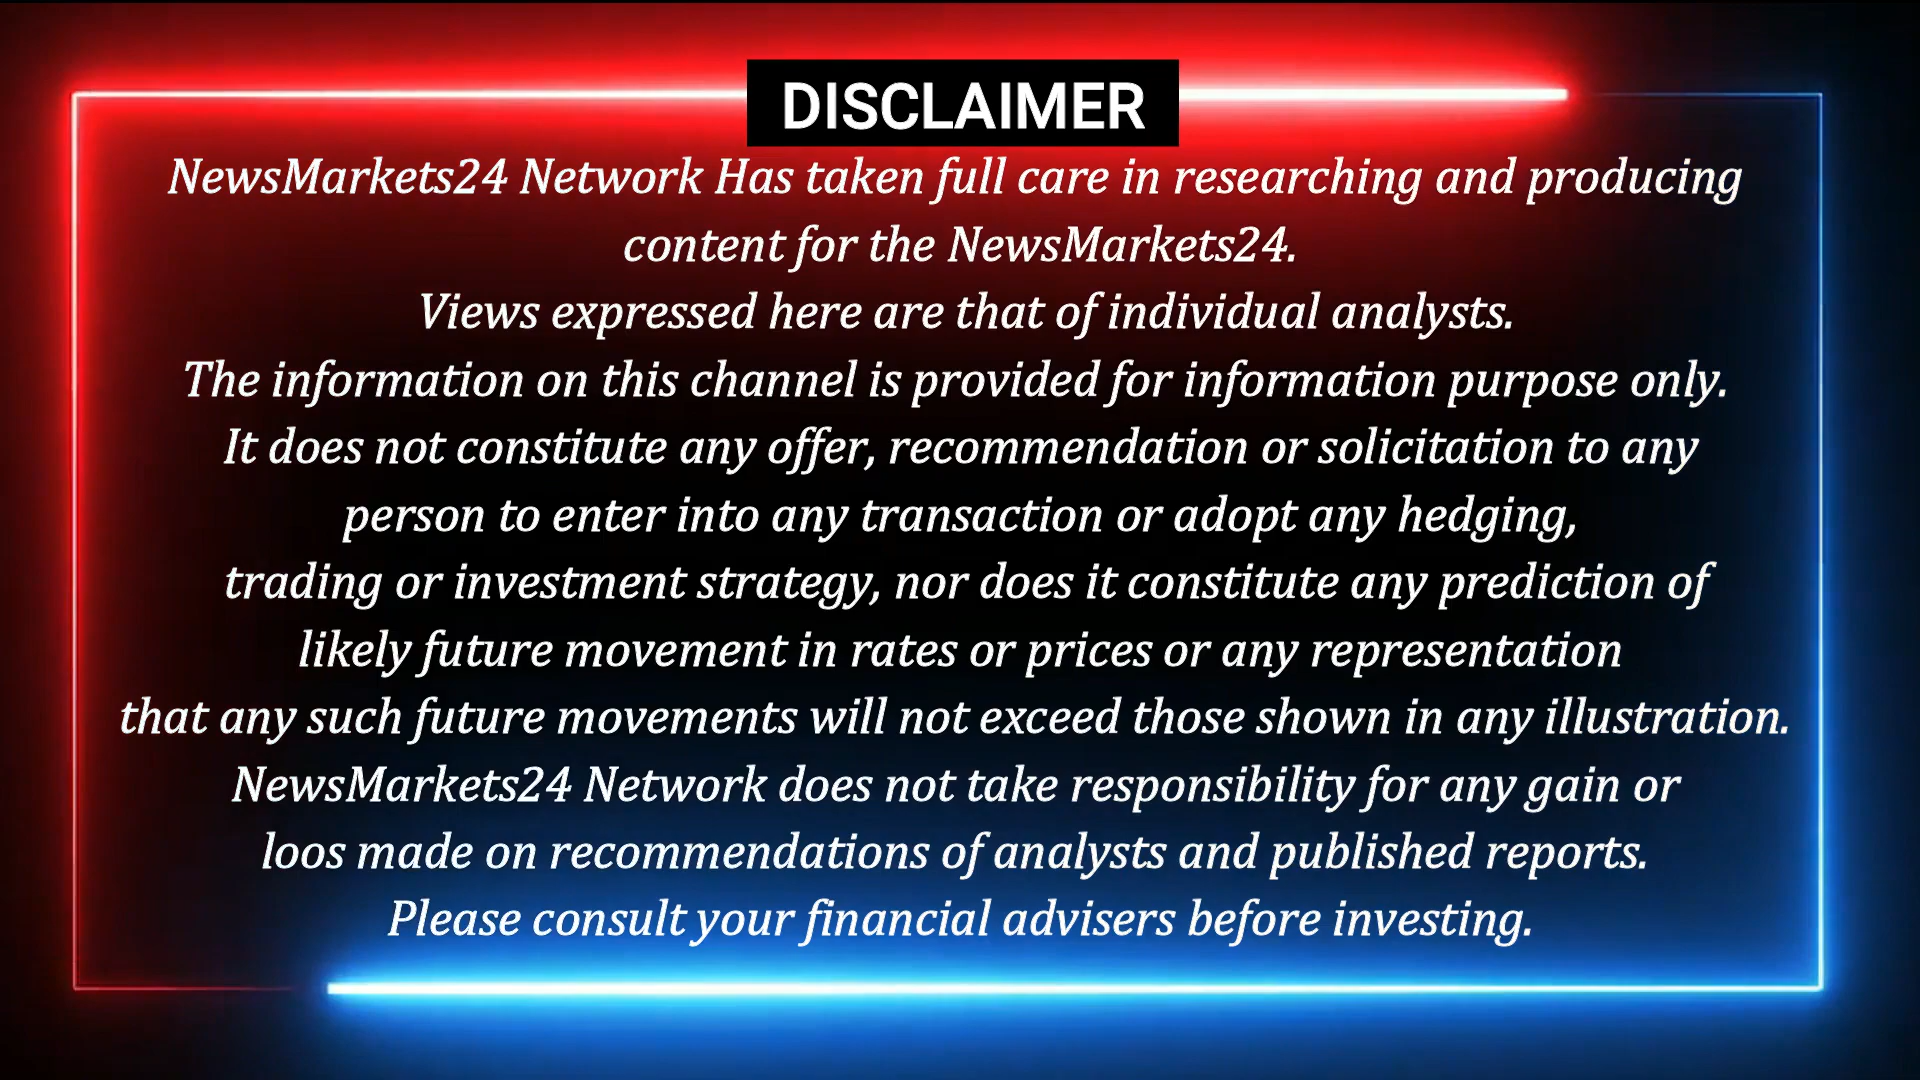 DISCLAIMER
NewsMarkets24 Network Has taken full care in researching and producing
content for the NewsMarkets24.
Views expressed here are that of individual analysts.
The information on this channel is provided for information purpose only.
It does not constitute any offer, recommendation or solicitation to any
person to enter into any transaction or adopt any hedging,
trading or investment strategy, nor does it constitute any prediction of
likely future movement in rates or prices or any representation
that any such future movements will not exceed those shown in any illustration.
NewsMarkets24 Network does not take responsibility for any gain or
loos made on recommendations of analysts and published reports.
Please consult your financial advisers before investing.